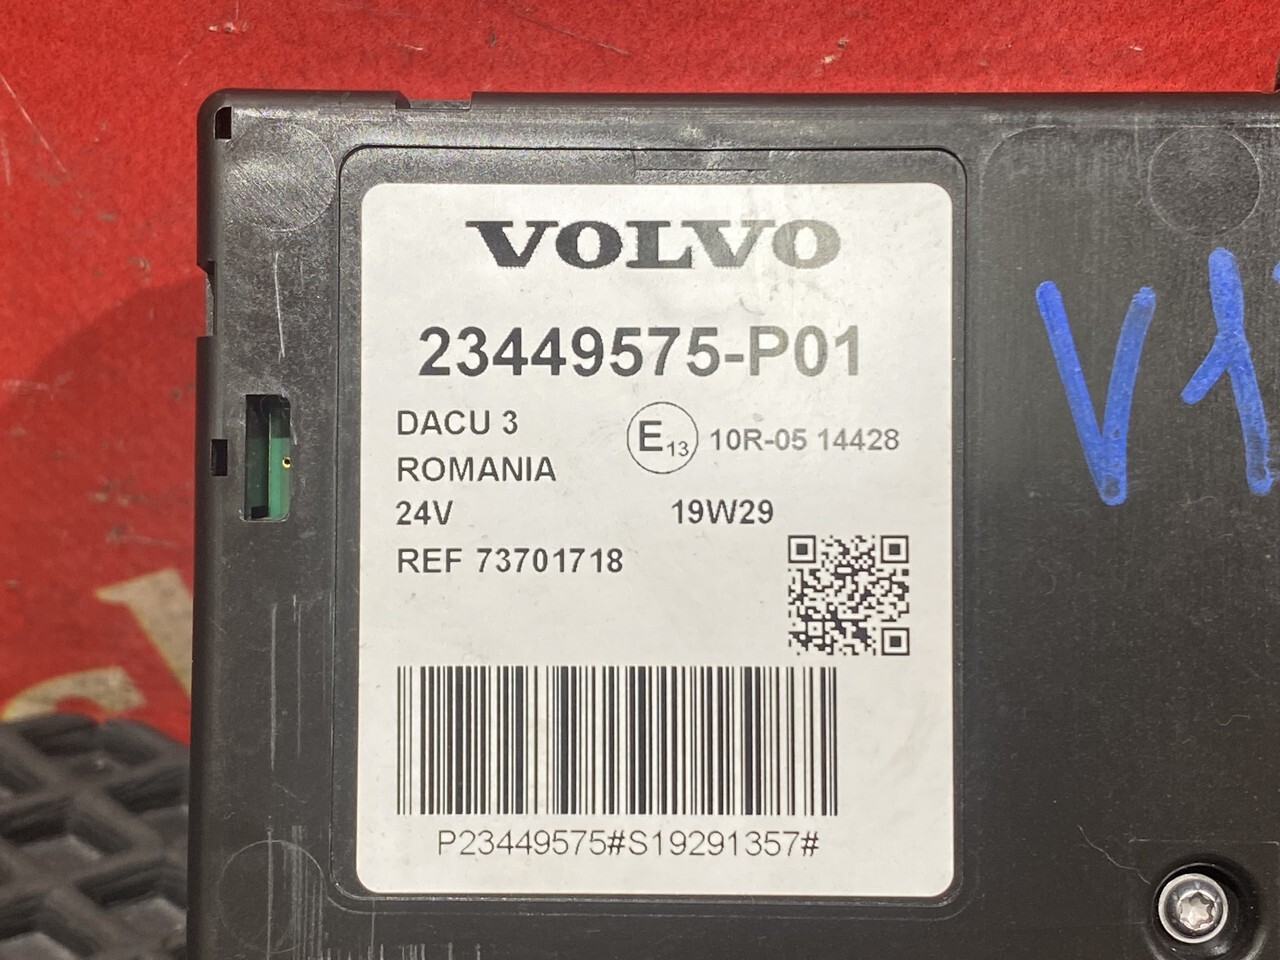 VOLVO
23449575-P01
DACU 3
E13 10R-05 14428
ROMANIA
24V 19W29
REF 73701718
P23449575#S19291357#